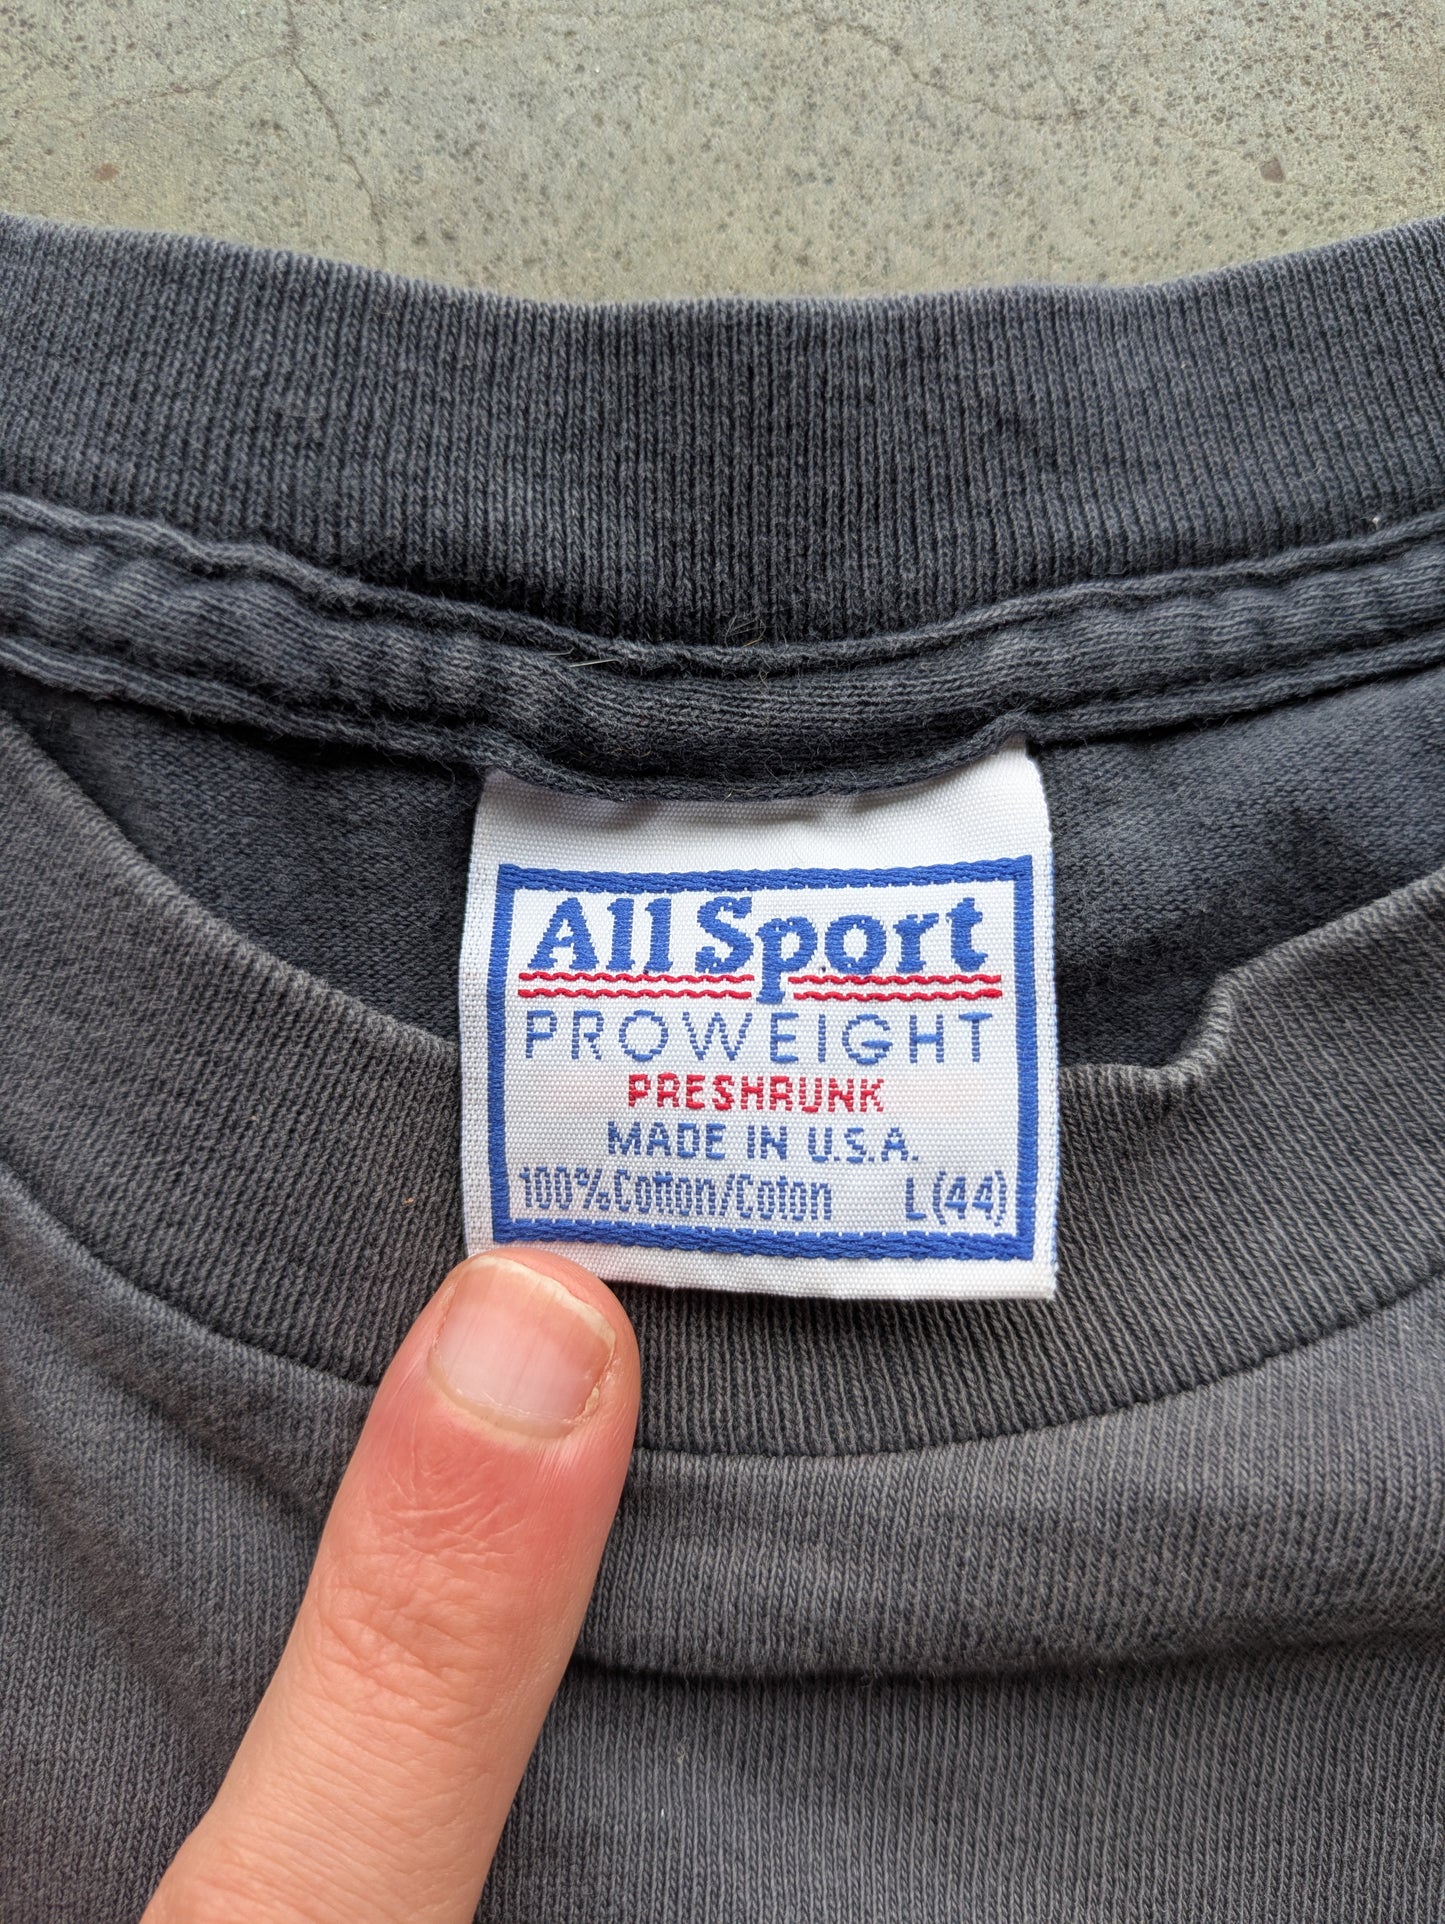 All Sport
PROWEIGHT
PRESHRUNK
MADE IN U.S.A.
100% Cotton/Coton L(44)